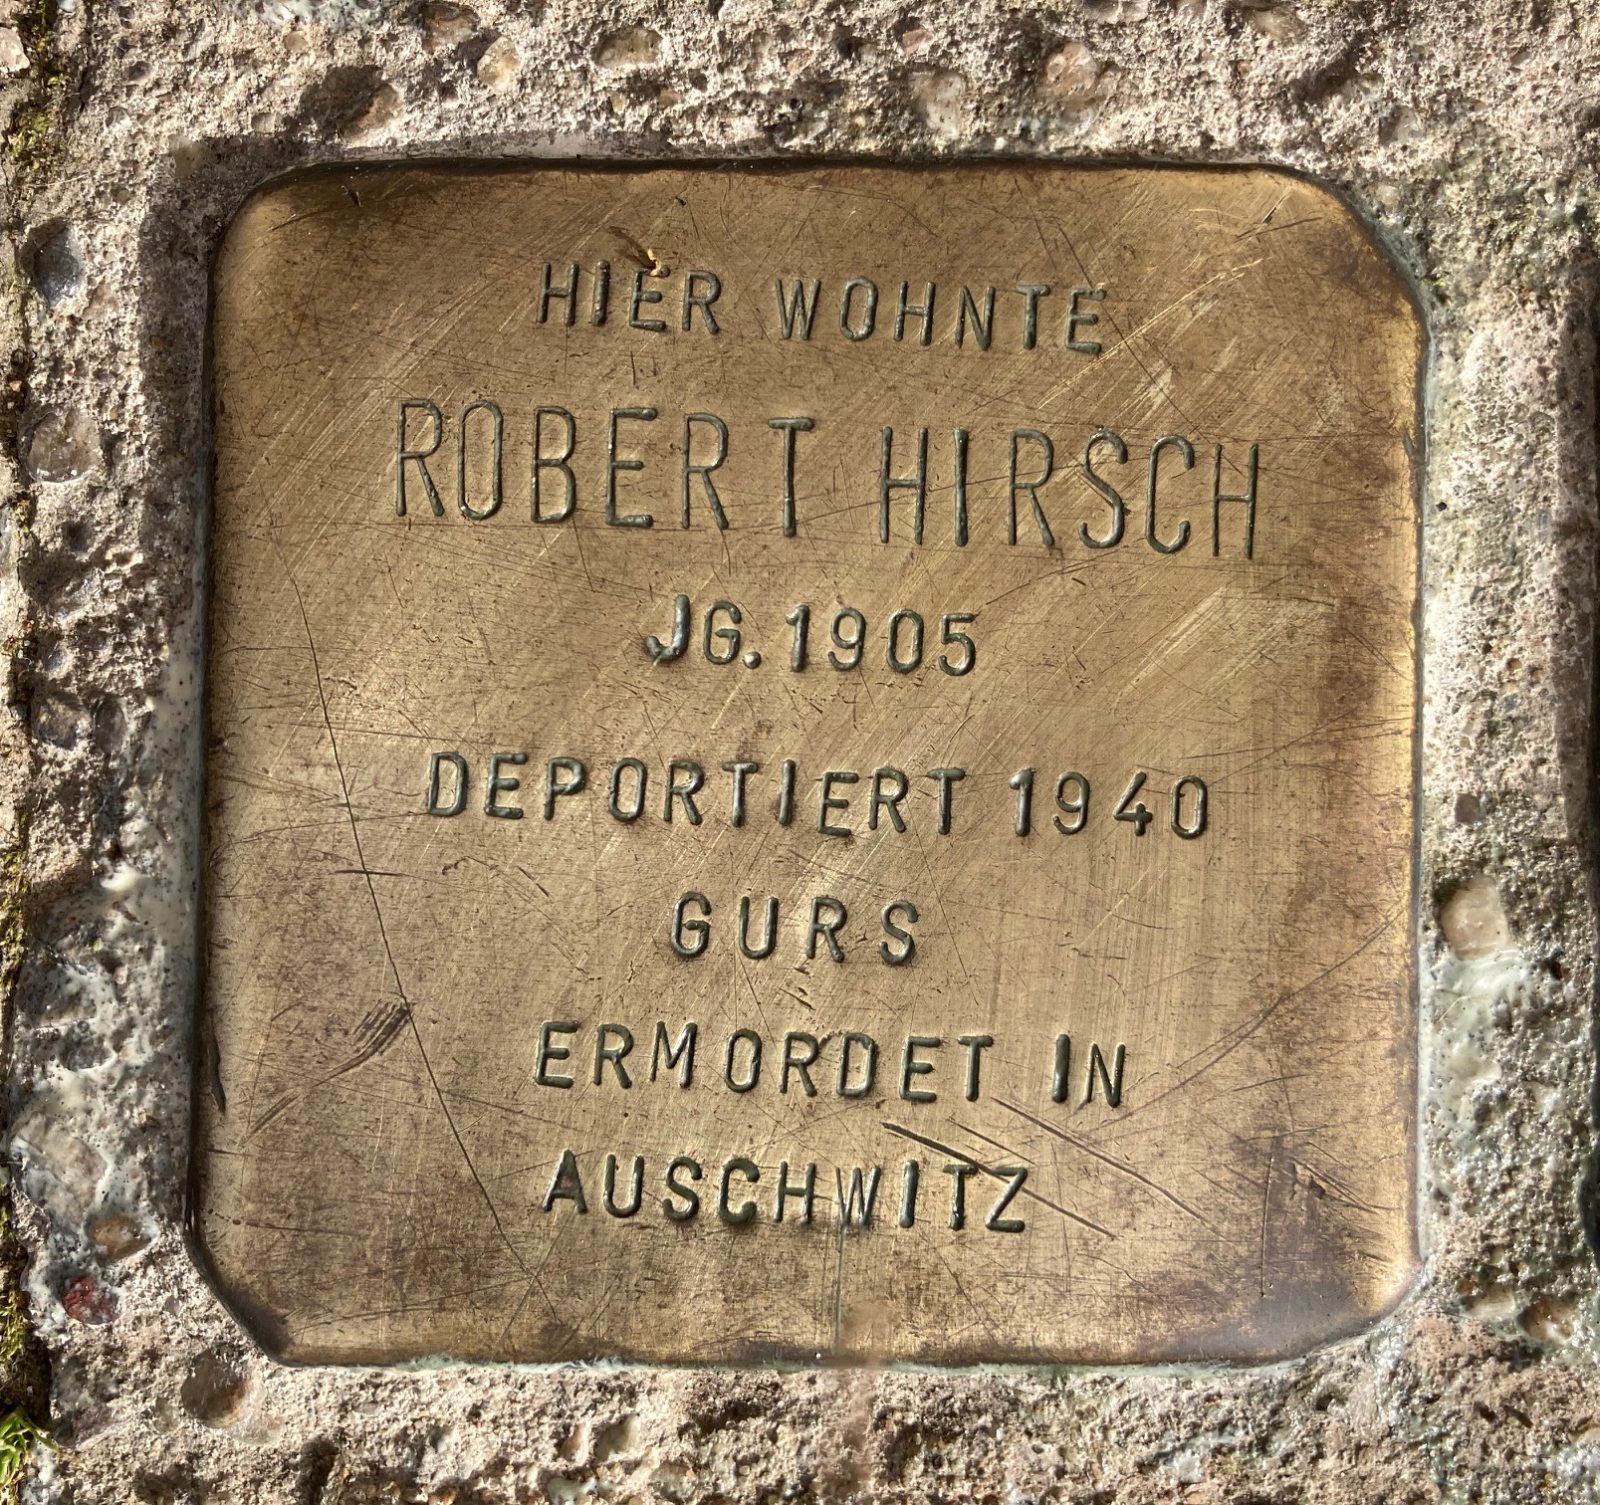 HIER WOHNTE
ROBERT HIRSCH
JG. 1905
DEPORTIERT 1940
GURS
ERMORDET IN
AUSCHWITZ